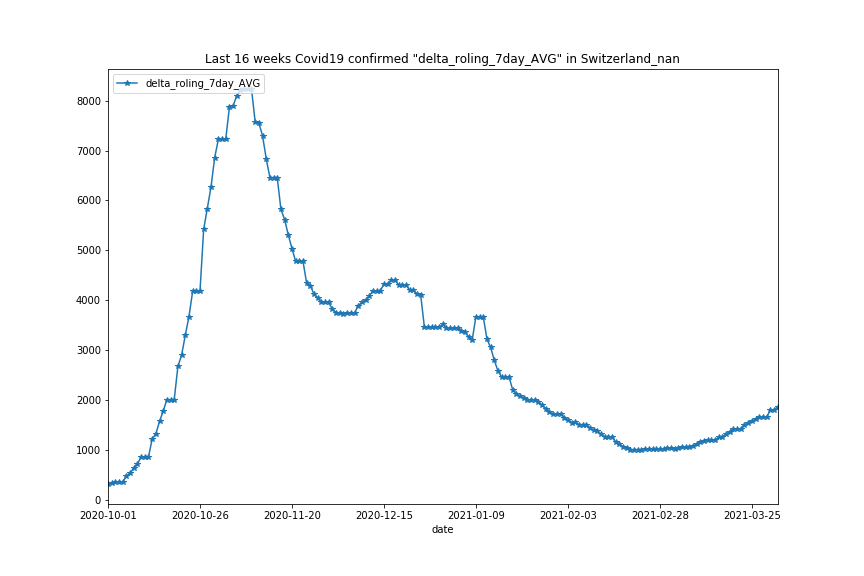 Last 16 weeks Covid19 confirmed "delta_roling_7day_AVG" in Switzerland_nan
delta_roling_7day_AVG
8000
7000
6000
5000
4000
3000
2000
1000
0
2020-10-01 2020-10-26 2020-11-20 2020-12-15 2021-01-09 2021-02-03 2021-02-28 2021-03-25
date